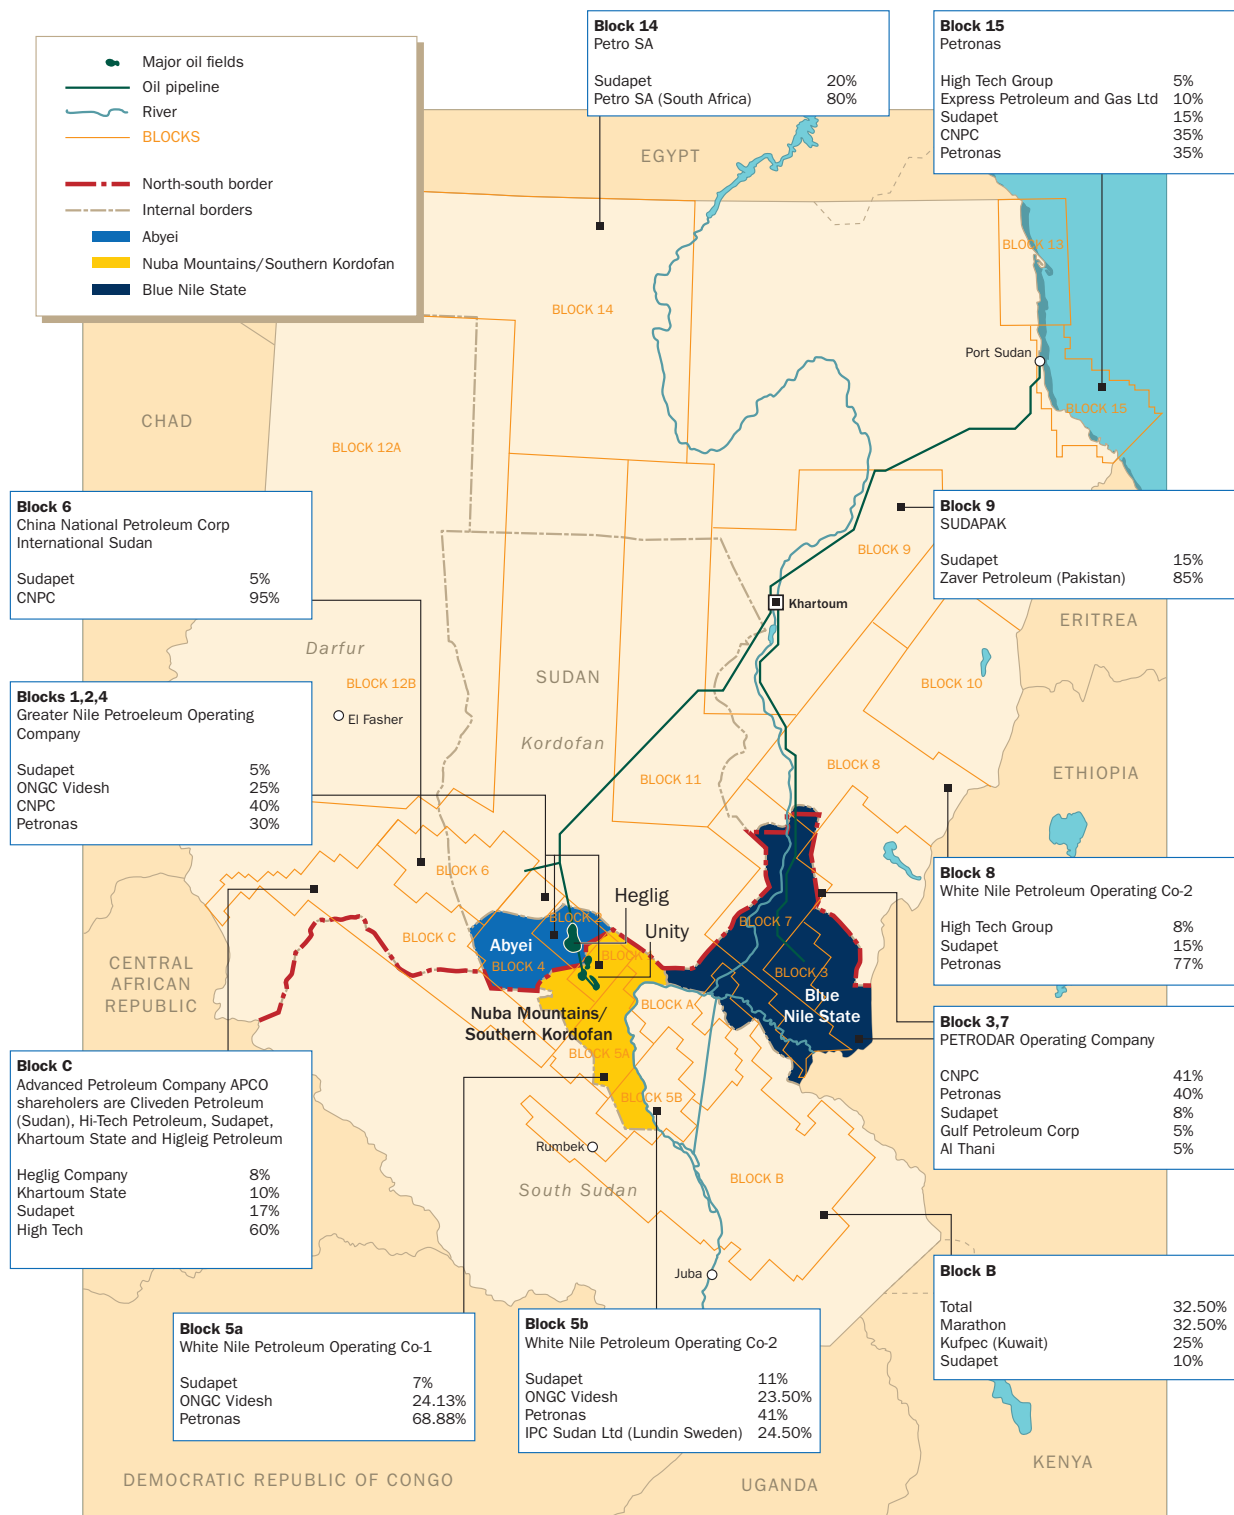 Major oil fields
Oil pipeline
River
BLOCKS
North-south border
Internal borders
Abyei
Nuba Mountains/Southern Kordofan
Blue Nile State
Block 14
Petro SA
Sudapet 20%
Petro SA (South Africa) 80%
Block 15
Petronas
High Tech Group 5%
Express Petroleum and Gas Ltd 10%
Sudapet 15%
CNPC 35%
Petronas 35%
EGYPT
BLOCK 13
BLOCK 14
Port Sudan
BLOCK 15
CHAD
BLOCK 12A
Block 6
China National Petroleum Corp
International Sudan
Sudapet 5%
CNPC 95%
Block 9
SUDAPAK
Sudapet 15%
Zaver Petroleum (Pakistan) 85%
BLOCK 9
Khartoum
ERITREA
Darfur
SUDAN
BLOCK 12B
BLOCK 10
El Fasher
Kordofan
Blocks 1,2,4
Greater Nile Petroeleum Operating
Company
Sudapet 5%
ONGC Videsh 25%
CNPC 40%
Petronas 30%
BLOCK 11
BLOCK 8
ETHIOPIA
BLOCK 6
Block 8
White Nile Petroleum Operating Co-2
High Tech Group 8%
Sudapet 15%
Petronas 77%
Heglig
BLOCK 2
Unity
BLOCK 7
BLOCK C
Abyei
BLOCK 4
BLOCK
BLOCK 3
CENTRAL
AFRICAN
REPUBLIC
Blue
Nile State
BLOCK A
Nuba Mountains/
Southern Kordofan
Block 3,7
PETRODAR Operating Company
CNPC 41%
Petronas 40%
Sudapet 8%
Gulf Petroleum Corp 5%
Al Thani 5%
BLOCK 5A
BLOCK 5B
Block C
Advanced Petroleum Company APCO
shareholers are Cliveden Petroleum
(Sudan), Hi-Tech Petroleum, Sudapet,
Khartoum State and Higleig Petroleum
Heglig Company 8%
Khartoum State 10%
Sudapet 17%
High Tech 60%
Rumbek
South Sudan
BLOCK B
Juba
Block B
Total 32.50%
Marathon 32.50%
Kufpec (Kuwait) 25%
Sudapet 10%
Block 5a
White Nile Petroleum Operating Co-1
Sudapet 7%
ONGC Videsh 24.13%
Petronas 68.88%
Block 5b
White Nile Petroleum Operating Co-2
Sudapet 11%
ONGC Videsh 23.50%
Petronas 41%
IPC Sudan Ltd (Lundin Sweden) 24.50%
DEMOCRATIC REPUBLIC OF CONGO
UGANDA
KENYA